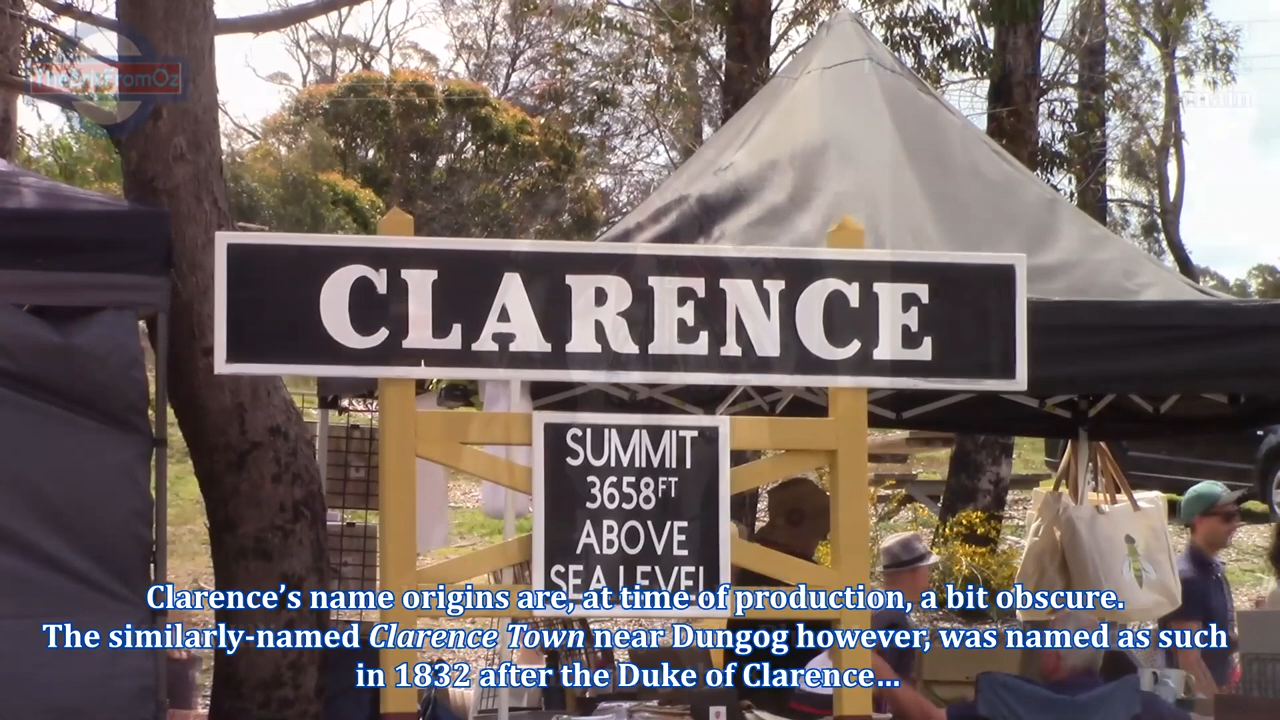 TheBritFromOz
CLARENCE
SUMMIT
3658FT
ABOVE
SEA LEVEL
Clarence's name origins are, at time of production, a bit obscure.
The similarly-named Clarence Town near Dungog however, was named as such
in 1832 after the Duke of Clarence...